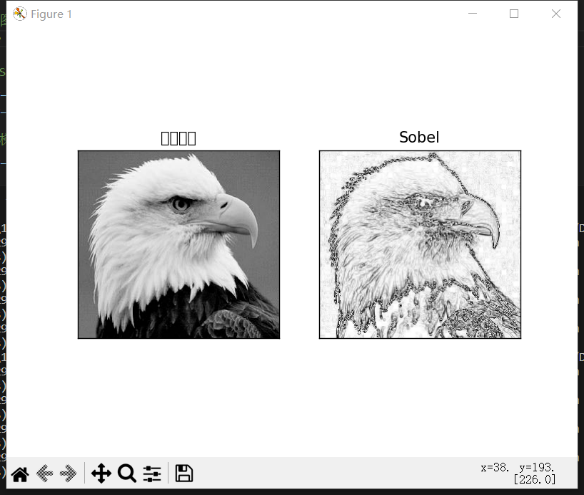 Figure 1
Sobel
x=38. y=193.
[226.0]